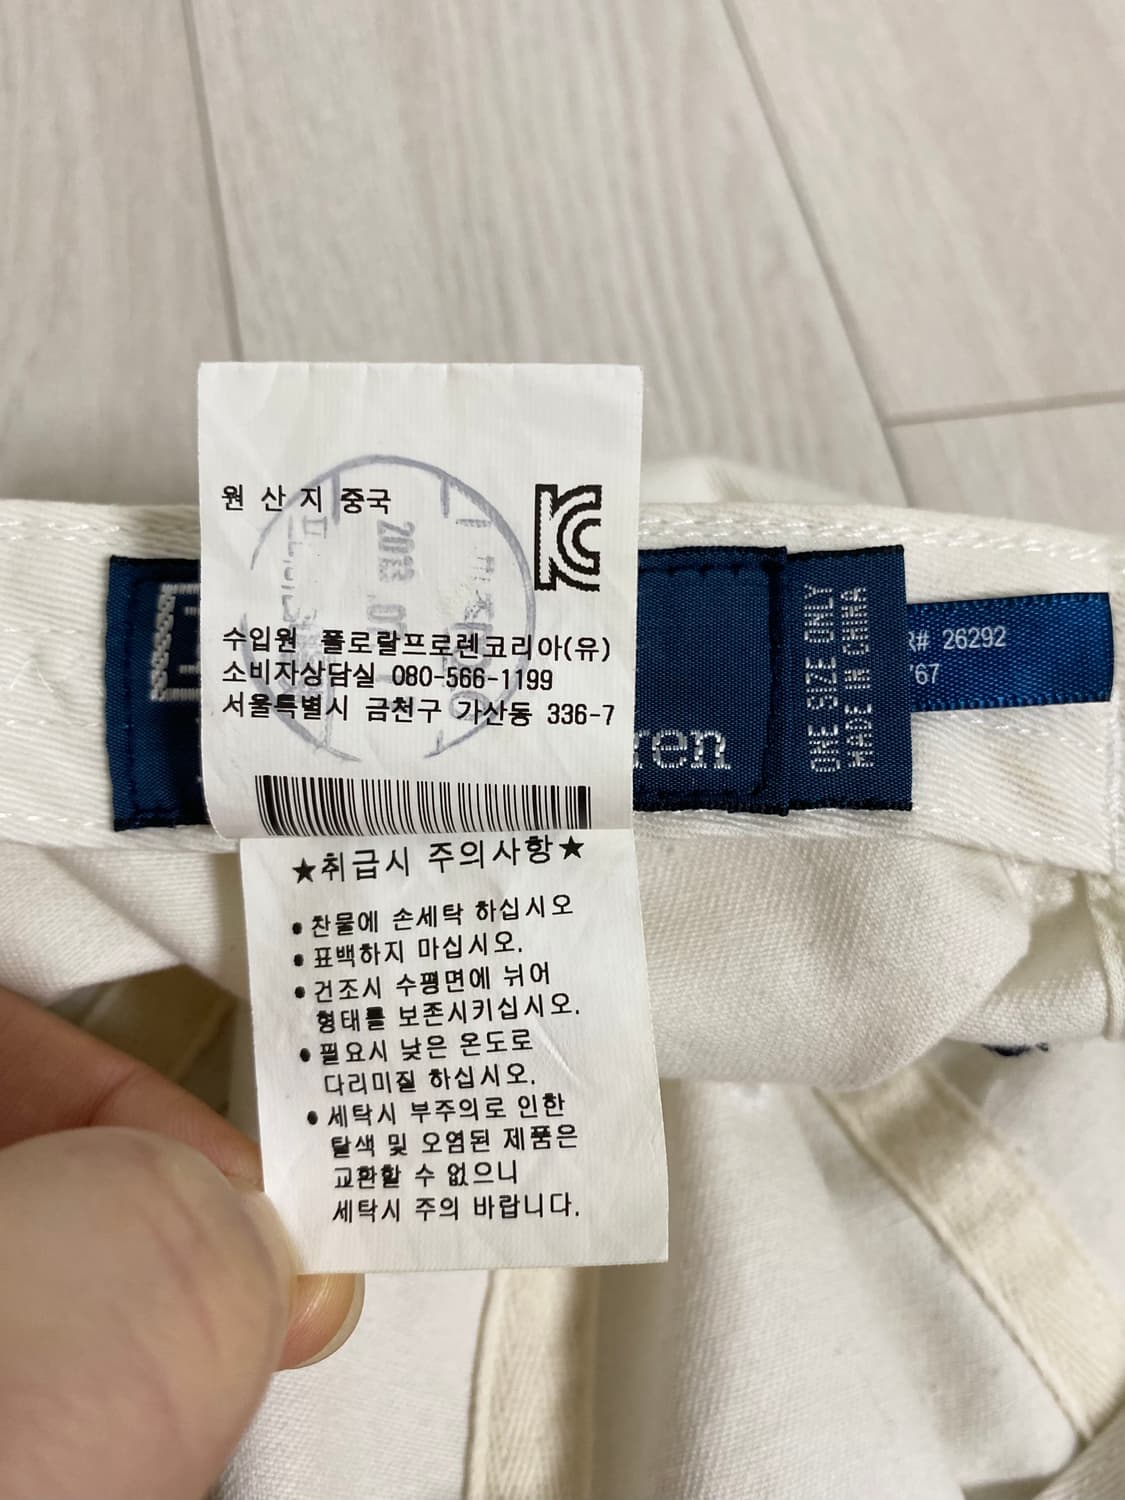 원 산 지 중국
수입원 폴로랄프로렌코리아(유)
소비자상담실 080-566-1199
서울특별시 금천구 가산동 336-7
★취급시 주의사항★
• 찬물에 손세탁 하십시오
• 표백하지 마십시오.
• 건조시 수평면에 뉘어
형태를 보존시키십시오.
• 필요시 낮은 온도로
다리미질 하십시오.
• 세탁시 부주의로 인한
탈색 및 오염된 제품은
교환할 수 없으니
세탁시 주의 바랍니다.
ren
ONE SIZE ONLY
MADE IN CHINA
R# 26292
767